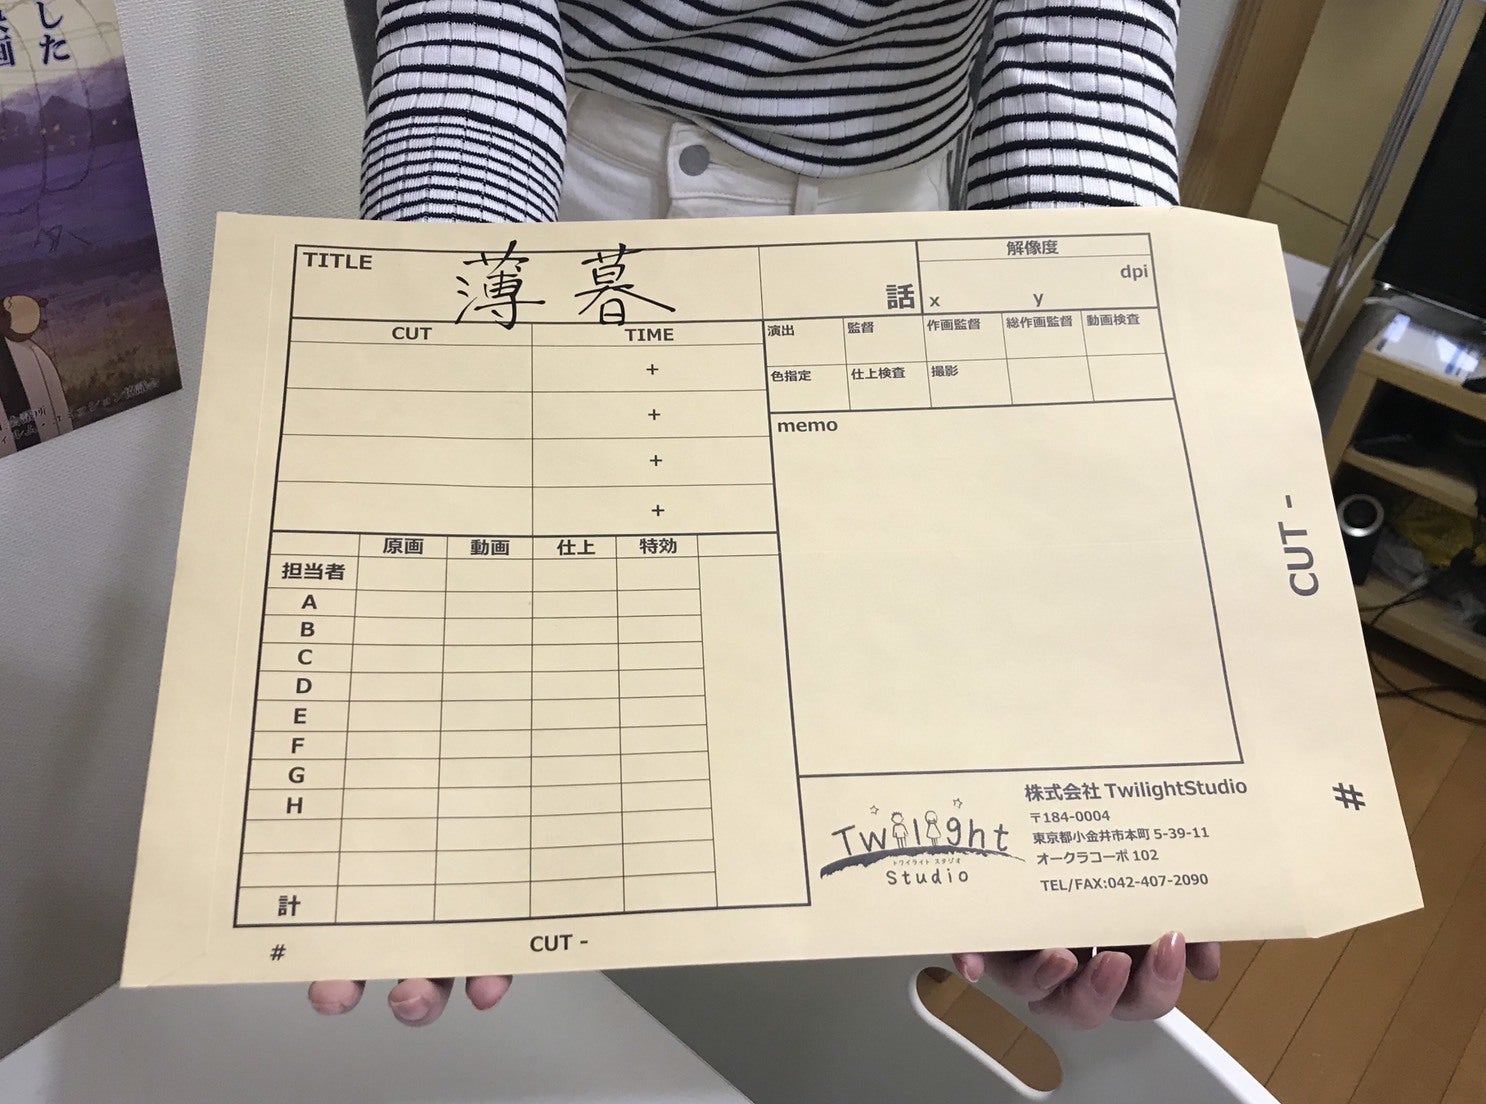 した
映画
TITLE 薄暮
話
解像度
dpi
x y
CUT TIME
+
+
+
+
演出 監督 作画監督 総作画監督 動画検査
色指定 仕上検査 撮影
memo
原画 動画 仕上 特効
担当者
A
B
C
D
E
F
G
H
計
# CUT -
Twilight
トワイライト スタジオ
Studio
株式会社 TwilightStudio
〒184-0004
東京都小金井市本町 5-39-11
オークラコーポ 102
TEL/FAX:042-407-2090
CUT -
#